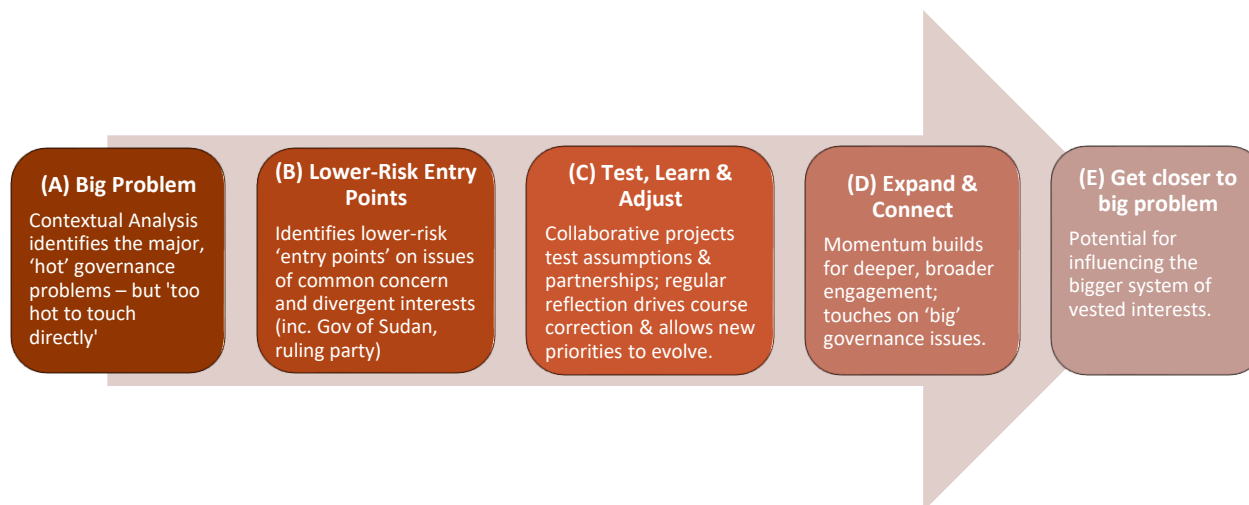 (A) Big Problem
Contextual Analysis
identifies the major,
‘hot’ governance
problems – but 'too
hot to touch
directly'
(B) Lower-Risk Entry
Points
Identifies lower-risk
‘entry points’ on issues
of common concern
and divergent interests
(inc. Gov of Sudan,
ruling party)
(C) Test, Learn &
Adjust
Collaborative projects
test assumptions &
partnerships; regular
reflection drives course
correction & allows new
priorities to evolve.
(D) Expand &
Connect
Momentum builds
for deeper, broader
engagement;
touches on ‘big’
governance issues.
(E) Get closer to
big problem
Potential for
influencing the
bigger system of
vested interests.